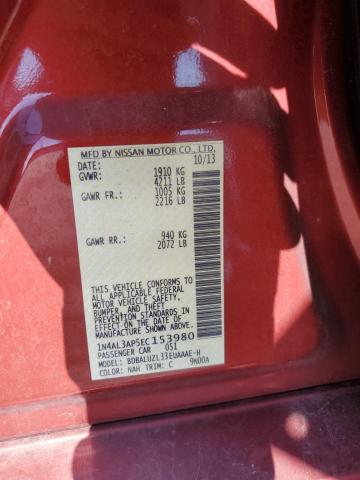 MFD BY NISSAN MOTOR CO., LTD.
DATE: 10/13
GVWR: 1910 KG
4211 LB
GAWR FR.: 1005 KG
2216 LB
GAWR RR.: 940 KG
2072 LB
THIS VEHICLE CONFORMS TO
ALL APPLICABLE FEDERAL
MOTOR VEHICLE SAFETY,
BUMPER, AND THEFT
PREVENTION STANDARDS IN
EFFECT ON THE DATE OF
MANUFACTURE SHOWN ABOVE.
1N4AL3AP5EC153980
PASSENGER CAR 051
MODEL: BDBALUZL33EUAAAE-H
COLOR: NAH TRIM: C 9N00A